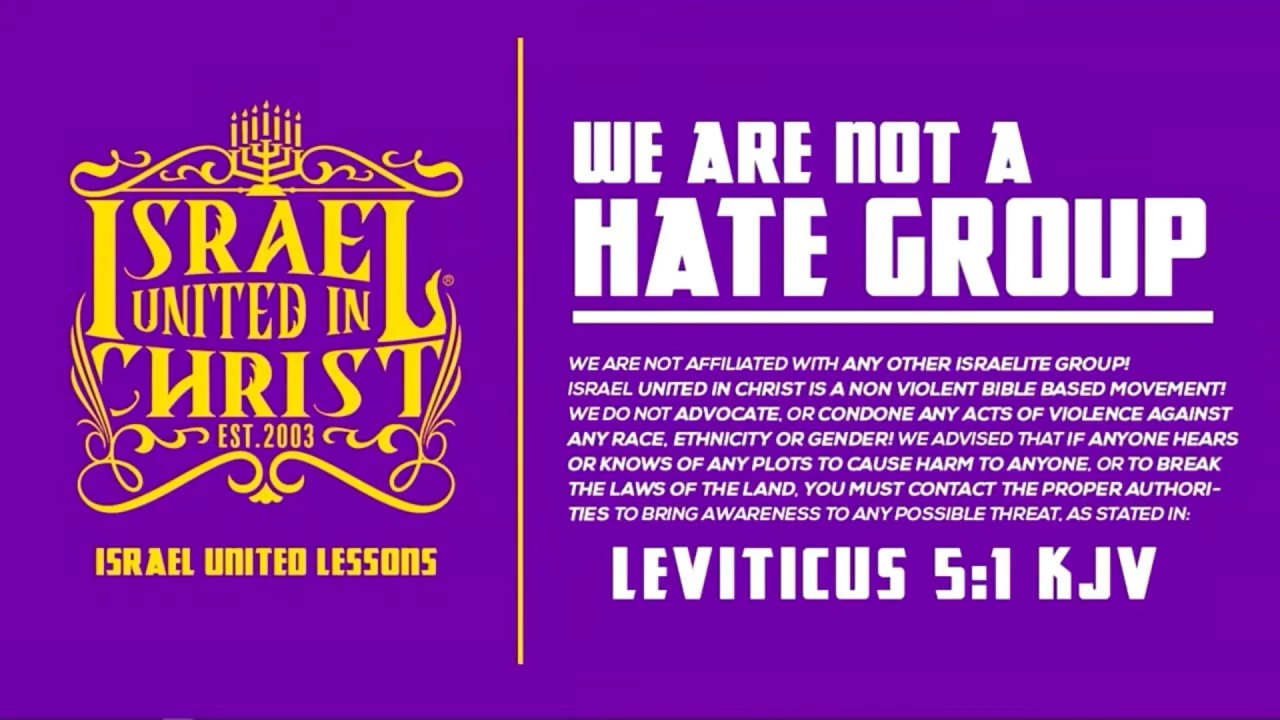 ISRAEL
UNITED IN
CHRIST
EST.2003
ISRAEL UNITED LESSONS
WE ARE NOT A
HATE GROUP
WE ARE NOT AFFILIATED WITH ANY OTHER ISRAELITE GROUP!
ISRAEL UNITED IN CHRIST IS A NON VIOLENT BIBLE BASED MOVEMENT!
WE DO NOT ADVOCATE, OR CONDONE ANY ACTS OF VIOLENCE AGAINST
ANY RACE, ETHNICITY OR GENDER! WE ADVISED THAT IF ANYONE HEARS
OR KNOWS OF ANY PLOTS TO CAUSE HARM TO ANYONE, OR TO BREAK
THE LAWS OF THE LAND, YOU MUST CONTACT THE PROPER AUTHORI-
TIES TO BRING AWARENESS TO ANY POSSIBLE THREAT, AS STATED IN:
LEVITICUS 5:1 KJV